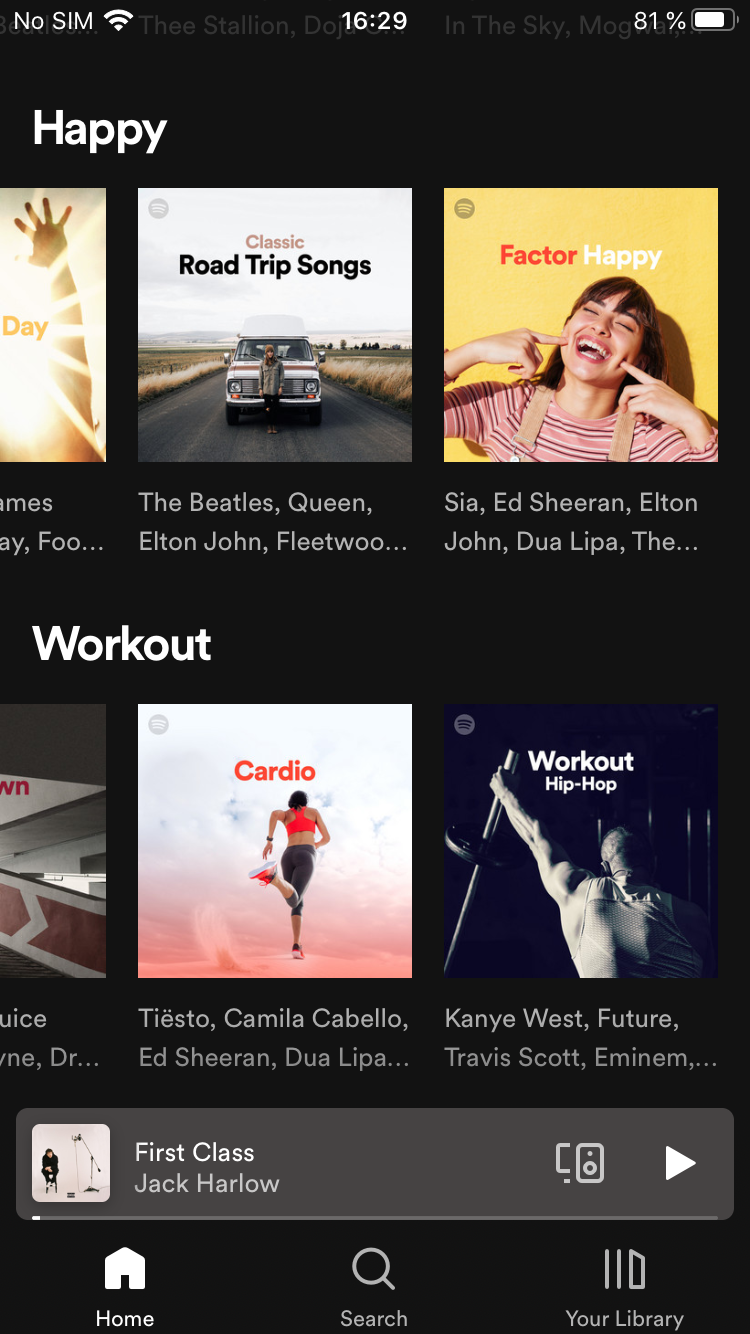 No SIM 16:29 81 %
Thee Stallion, Doja C... In The Sky, Mogwai,...
Happy
Day
Classic
Road Trip Songs
Factor Happy
The Beatles, Queen,
Elton John, Fleetwoo...
Sia, Ed Sheeran, Elton
John, Dua Lipa, The...
ay, Foo...
Workout
wn
Cardio
Workout
Hip-Hop
uice
yne, Dr...
Tiësto, Camila Cabello,
Ed Sheeran, Dua Lipa...
Kanye West, Future,
Travis Scott, Eminem,...
First Class
Jack Harlow
Home
Search
Your Library